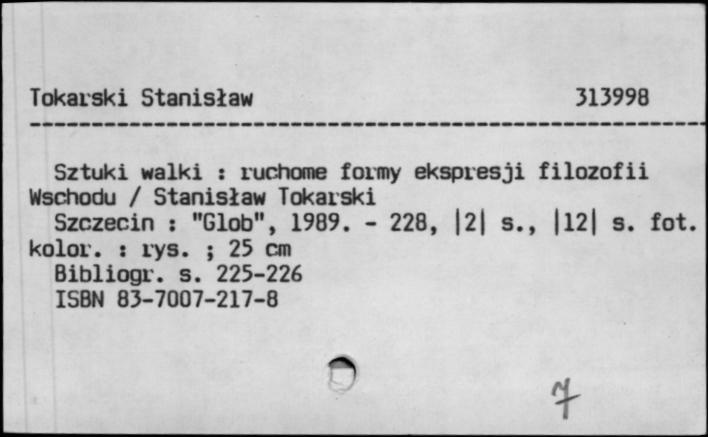 Tokarski Stanisław 313998
Sztuki walki : ruchome formy ekspresji filozofii
Wschodu / Stanisław Tokarski
Szczecin : "Glob", 1989. - 228, |2| s., |12| s. fot.
kolor. : rys. ; 25 cm
Bibliogr. s. 225-226
ISBN 83-7007-217-8
7